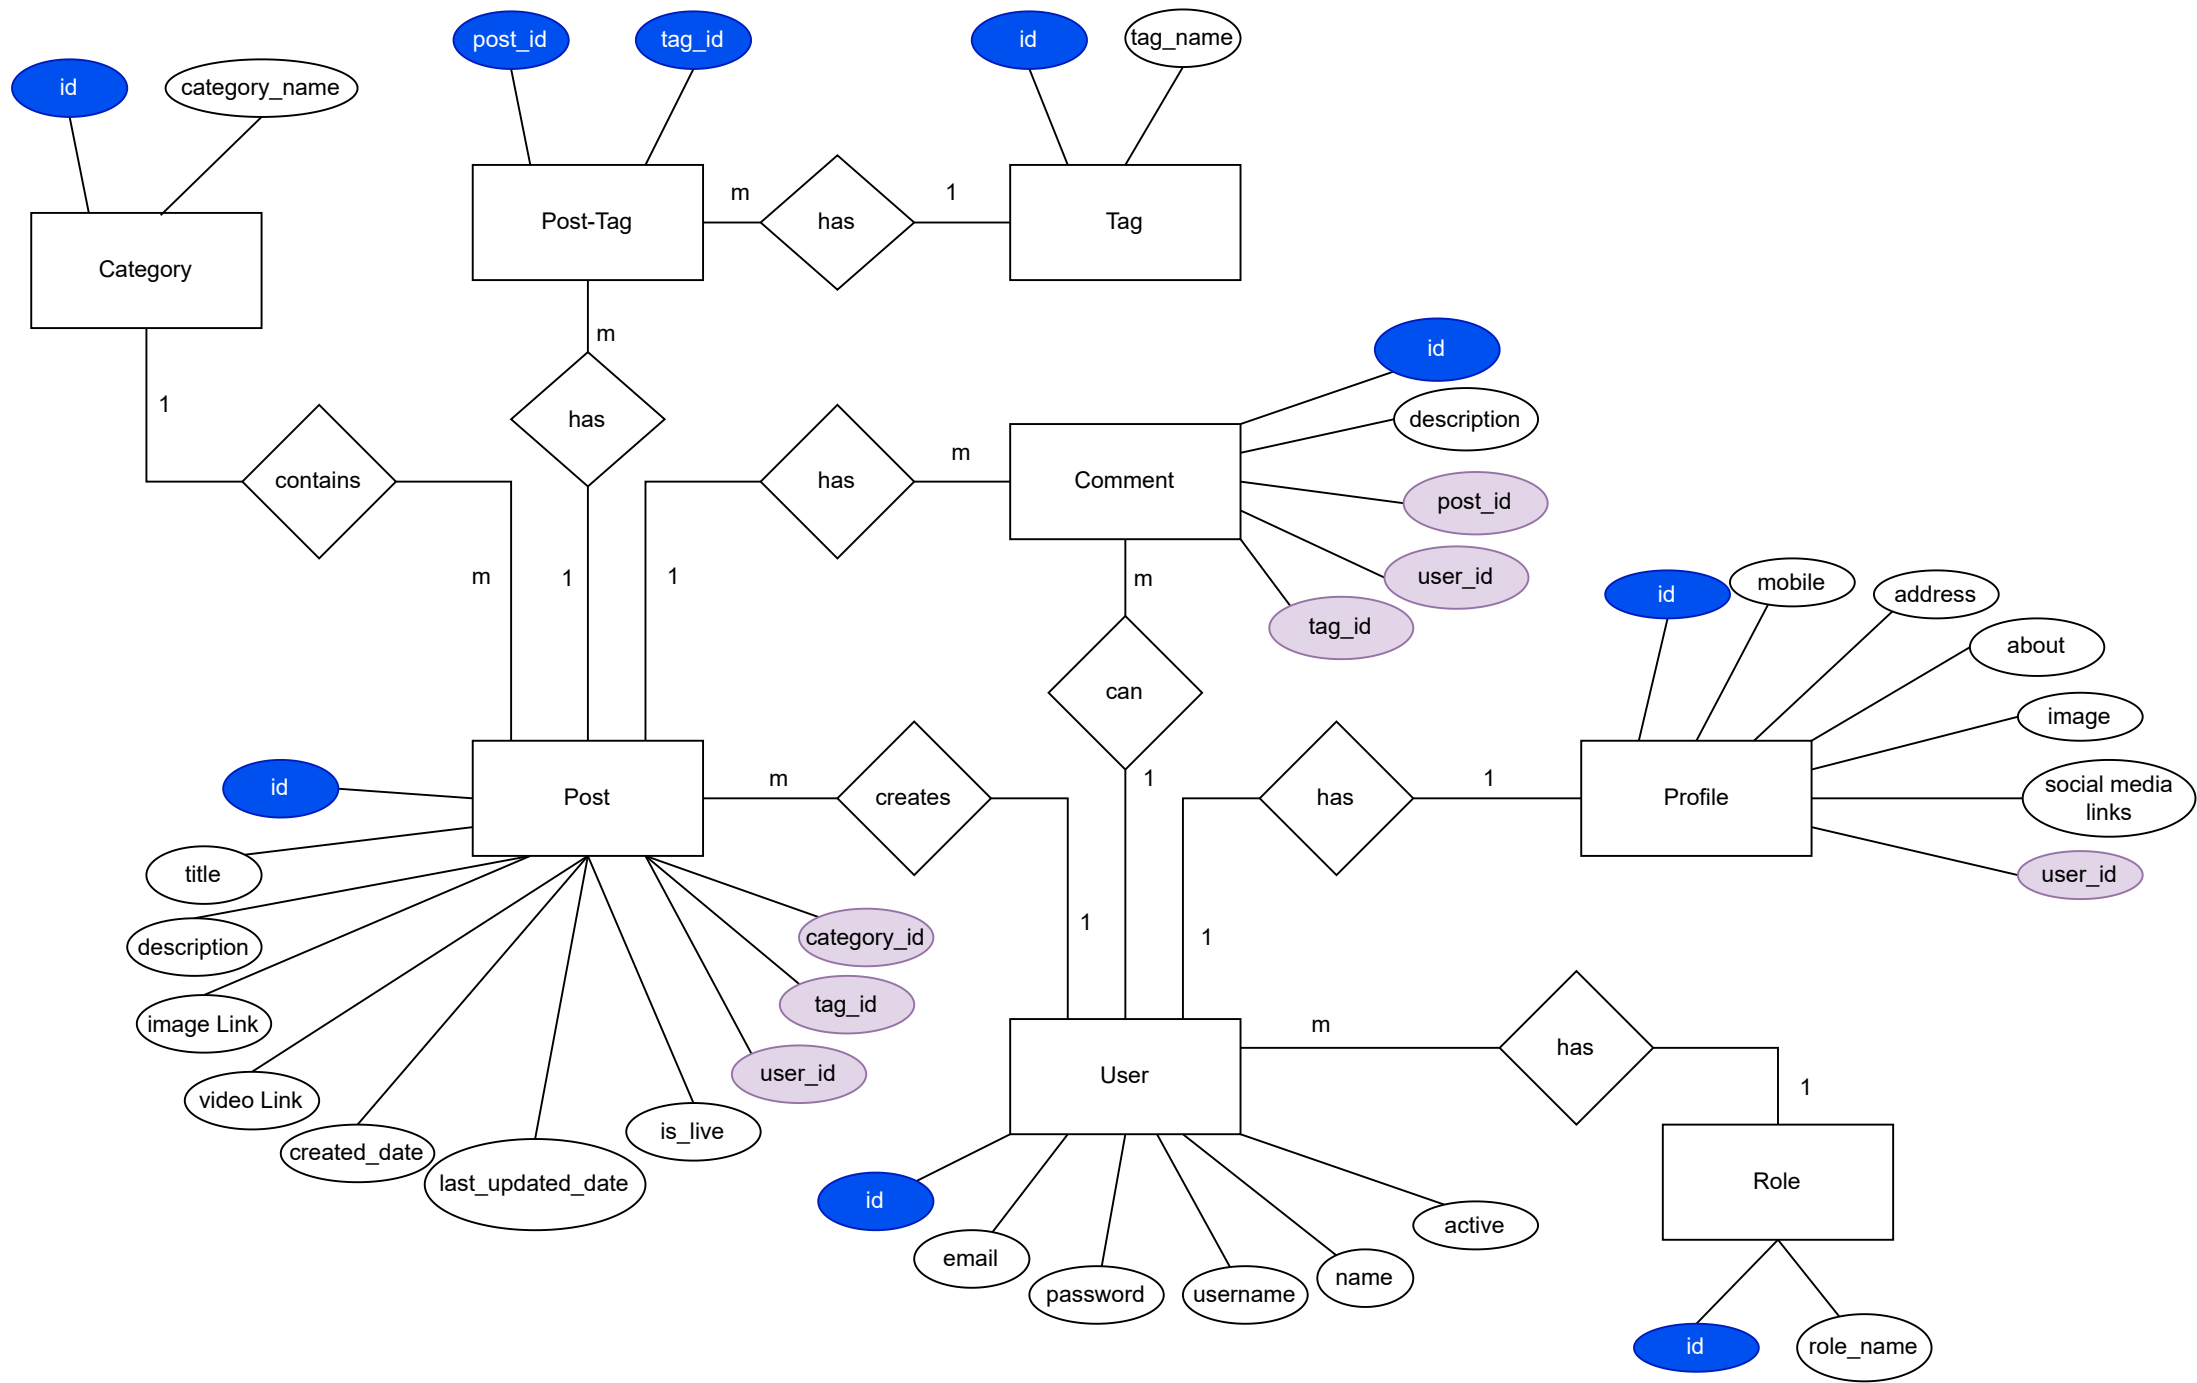 post_id
tag_id
id
tag_name
id
category_name
Post-Tag
m
has
1
Tag
Category
m
id
1
has
description
contains
has
m
Comment
post_id
m
1
1
m
user_id
id
mobile
address
tag_id
about
can
image
id
Post
m
creates
1
has
1
Profile
social media
links
title
user_id
description
category_id
1
1
image Link
tag_id
m
has
video Link
user_id
User
1
created_date
is_live
last_updated_date
Role
id
active
email
name
password
username
id
role_name